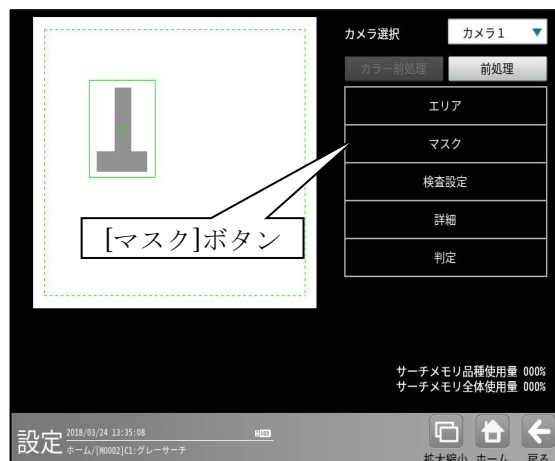 カメラ選択
カメラ1
カラー前処理
前処理
エリア
マスク
検査設定
詳細
判定
[マスク]ボタン
サーチメモリ品種使用量 000%
サーチメモリ全体使用量 000%
設定
2018/03/24 13:35:08
ホーム/[M0002]C1:グレーサーチ
拡大縮小
ホーム
戻る